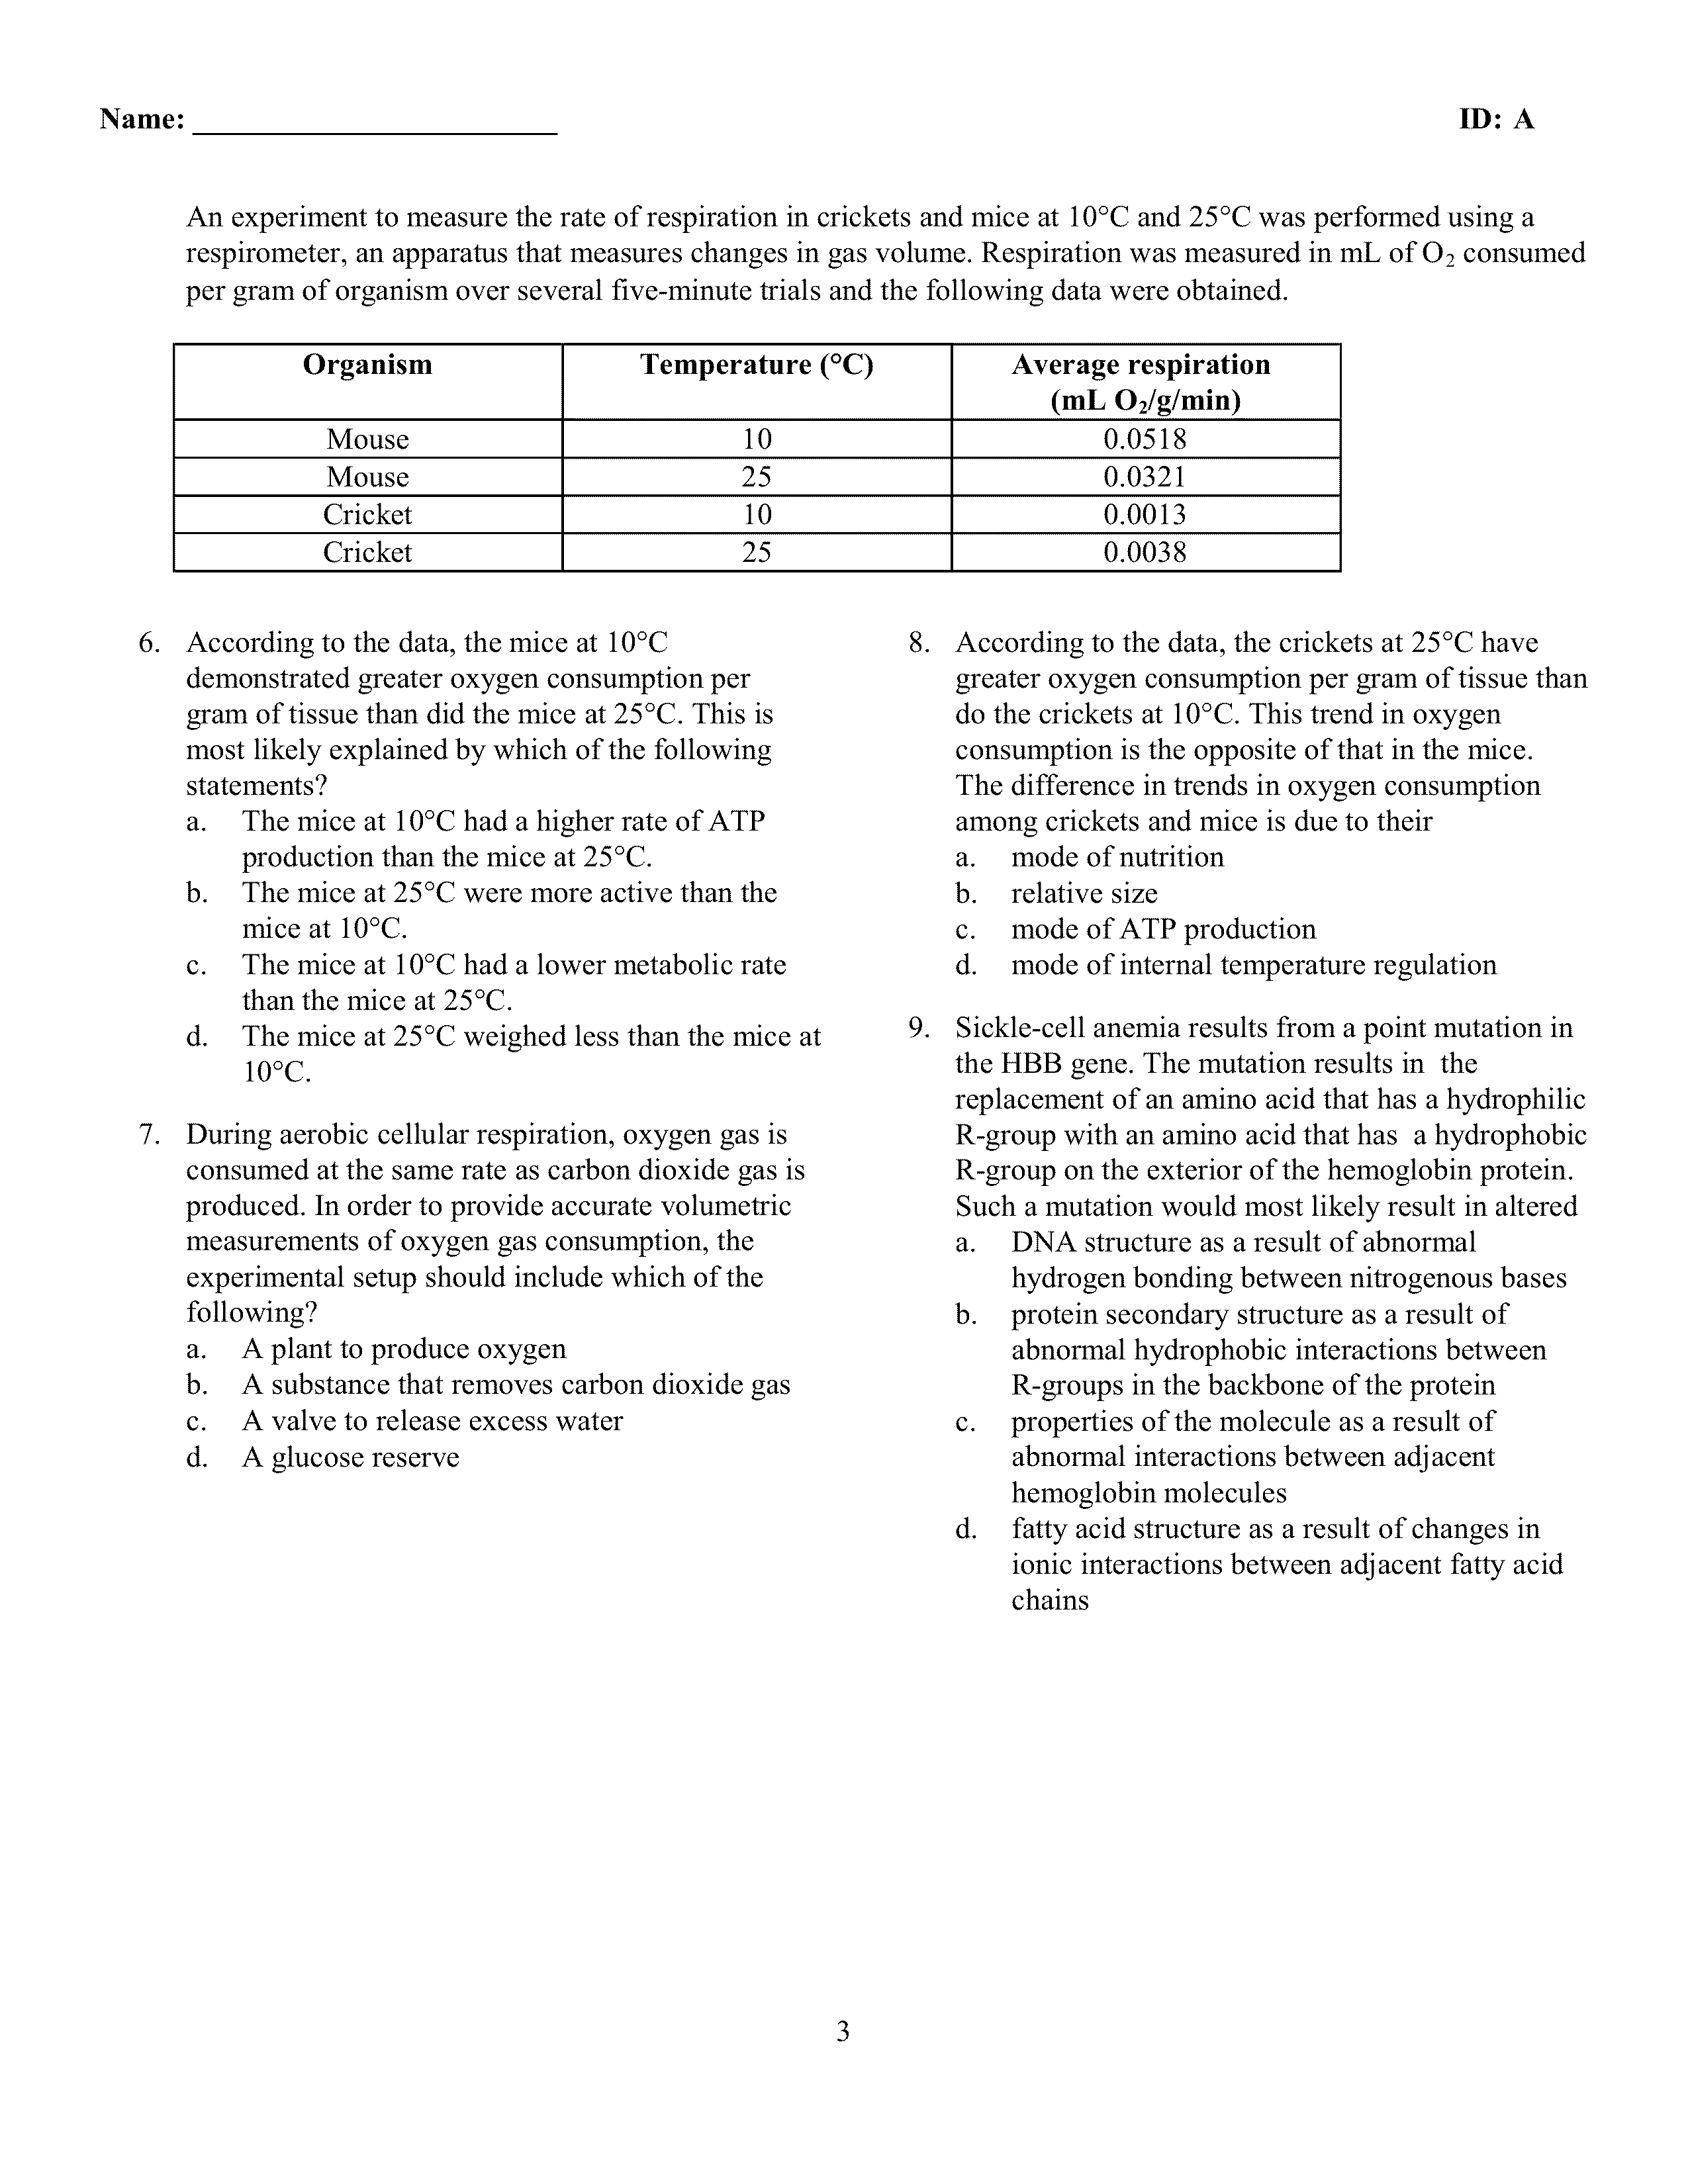 Name: ______________________ ID: A
An experiment to measure the rate of respiration in crickets and mice at 10°C and 25°C was performed using a
respirometer, an apparatus that measures changes in gas volume. Respiration was measured in mL of O₂ consumed
per gram of organism over several five-minute trials and the following data were obtained.
Organism Temperature (°C) Average respiration
(mL O₂/g/min)
Mouse 10 0.0518
Mouse 25 0.0321
Cricket 10 0.0013
Cricket 25 0.0038
6. According to the data, the mice at 10°C
demonstrated greater oxygen consumption per
gram of tissue than did the mice at 25°C. This is
most likely explained by which of the following
statements?
a. The mice at 10°C had a higher rate of ATP
production than the mice at 25°C.
b. The mice at 25°C were more active than the
mice at 10°C.
c. The mice at 10°C had a lower metabolic rate
than the mice at 25°C.
d. The mice at 25°C weighed less than the mice at
10°C.
7. During aerobic cellular respiration, oxygen gas is
consumed at the same rate as carbon dioxide gas is
produced. In order to provide accurate volumetric
measurements of oxygen gas consumption, the
experimental setup should include which of the
following?
a. A plant to produce oxygen
b. A substance that removes carbon dioxide gas
c. A valve to release excess water
d. A glucose reserve
8. According to the data, the crickets at 25°C have
greater oxygen consumption per gram of tissue than
do the crickets at 10°C. This trend in oxygen
consumption is the opposite of that in the mice.
The difference in trends in oxygen consumption
among crickets and mice is due to their
a. mode of nutrition
b. relative size
c. mode of ATP production
d. mode of internal temperature regulation
9. Sickle-cell anemia results from a point mutation in
the HBB gene. The mutation results in the
replacement of an amino acid that has a hydrophilic
R-group with an amino acid that has a hydrophobic
R-group on the exterior of the hemoglobin protein.
Such a mutation would most likely result in altered
a. DNA structure as a result of abnormal
hydrogen bonding between nitrogenous bases
b. protein secondary structure as a result of
abnormal hydrophobic interactions between
R-groups in the backbone of the protein
c. properties of the molecule as a result of
abnormal interactions between adjacent
hemoglobin molecules
d. fatty acid structure as a result of changes in
ionic interactions between adjacent fatty acid
chains
3